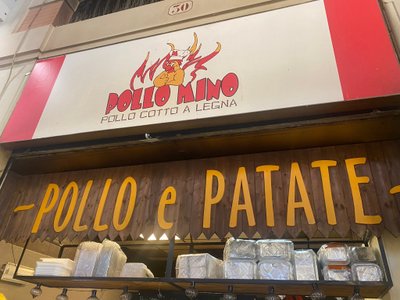 50
POLLO MINO
POLLO COTTO A LEGNA
POLLO e PATATE